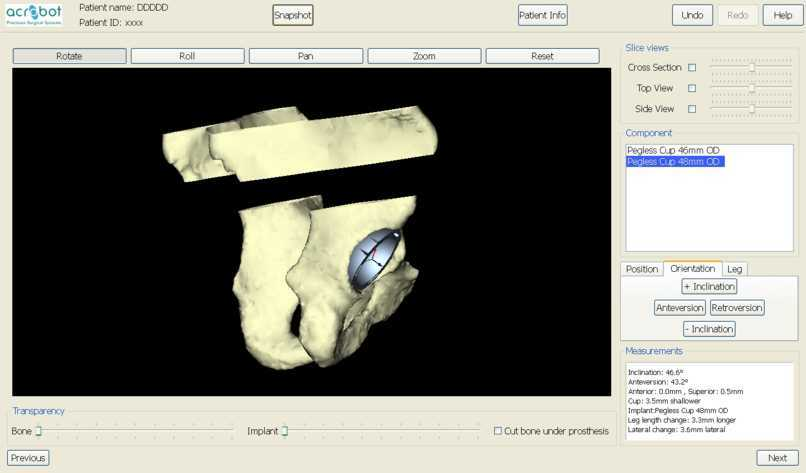 acrobot
Precision Surgical Systems
Patient name: DDDDD
Patient ID: xxxx
Snapshot
Patient Info
Undo
Redo
Help
Rotate
Roll
Pan
Zoom
Reset
Slice views
Cross Section
Top View
Side View
Component
Pegless Cup 46mm OD
Pegless Cup 48mm OD
Position
Orientation
Leg
+ Inclination
Anteversion
Retroversion
- Inclination
Measurements
Inclination: 46.6º
Anteversion: 43.2º
Anterior: 0.0mm , Superior: 0.5mm
Cup: 3.5mm shallower
Implant:Pegless Cup 48mm OD
Leg length change: 3.3mm longer
Lateral change: 3.6mm lateral
Transparency
Bone
Implant
Cut bone under prosthesis
Previous
Next